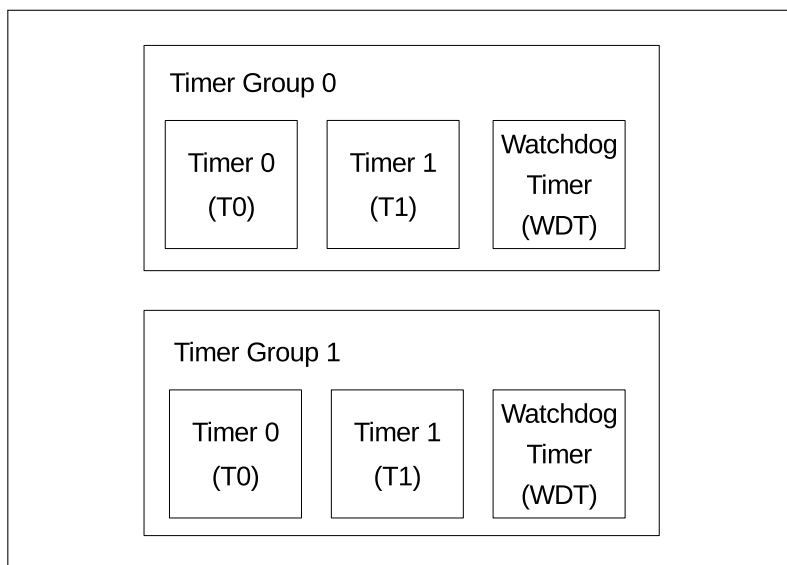 Timer Group 0
Timer 0
(T0)
Timer 1
(T1)
Watchdog
Timer
(WDT)
Timer Group 1
Timer 0
(T0)
Timer 1
(T1)
Watchdog
Timer
(WDT)